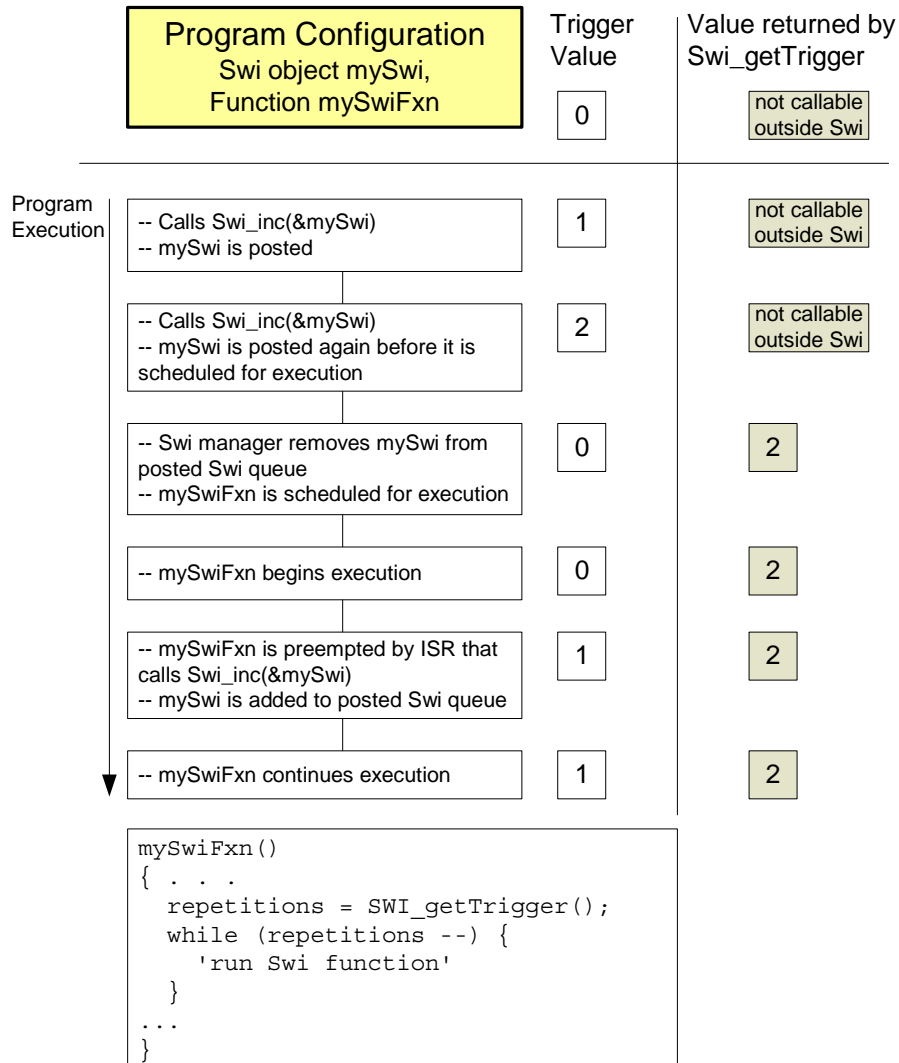 Program Configuration
Swi object mySwi,
Function mySwiFxn
Trigger
Value
Value returned by
Swi_getTrigger
0
not callable
outside Swi
Program
Execution
-- Calls Swi_inc(&mySwi)
-- mySwi is posted
1
not callable
outside Swi
-- Calls Swi_inc(&mySwi)
-- mySwi is posted again before it is
scheduled for execution
2
not callable
outside Swi
-- Swi manager removes mySwi from
posted Swi queue
-- mySwiFxn is scheduled for execution
0
2
-- mySwiFxn begins execution
0
2
-- mySwiFxn is preempted by ISR that
calls Swi_inc(&mySwi)
-- mySwi is added to posted Swi queue
1
2
-- mySwiFxn continues execution
1
2
mySwiFxn()
{ . . .
  repetitions = SWI_getTrigger();
  while (repetitions --) {
    'run Swi function'
  }
...
}